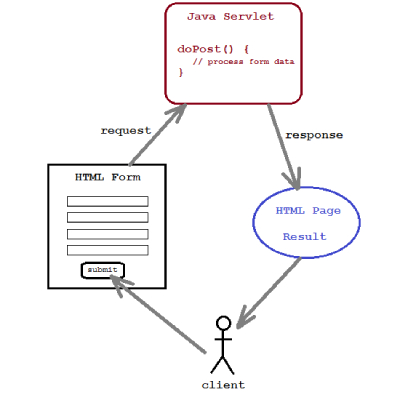 Java Servlet
doPost() {
// process form data
}
request
response
HTML Form
submit
HTML Page
Result
client